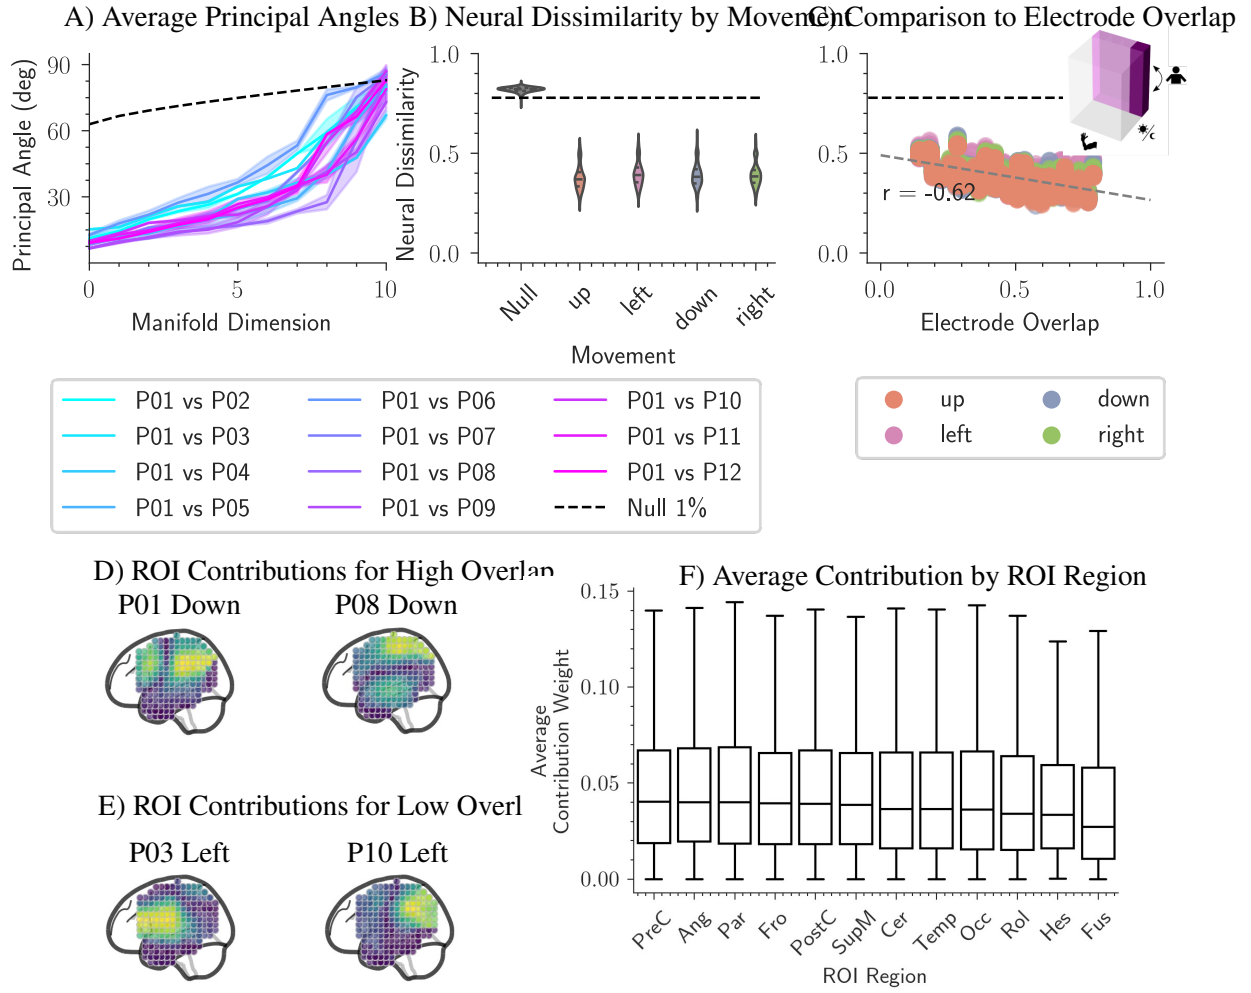 A) Average Principal Angles
B) Neural Dissimilarity by Movement
C) Comparison to Electrode Overlap
Principal Angle (deg)
90
60
30
0
5
10
Manifold Dimension
Neural Dissimilarity
1.0
0.5
0.0
Null
up
left
down
right
Movement
1.0
0.5
0.0
r = -0.62
0.0
0.5
1.0
Electrode Overlap
P01 vs P02
P01 vs P03
P01 vs P04
P01 vs P05
P01 vs P06
P01 vs P07
P01 vs P08
P01 vs P09
P01 vs P10
P01 vs P11
P01 vs P12
Null 1%
up
left
down
right
D) ROI Contributions for High Overlap
P01 Down
P08 Down
E) ROI Contributions for Low Overl
P03 Left
P10 Left
F) Average Contribution by ROI Region
Average
Contribution Weight
0.15
0.10
0.05
0.00
PreC
Ang
Par
Fro
PostC
SupM
Cer
Temp
Occ
Rol
Hes
Fus
ROI Region